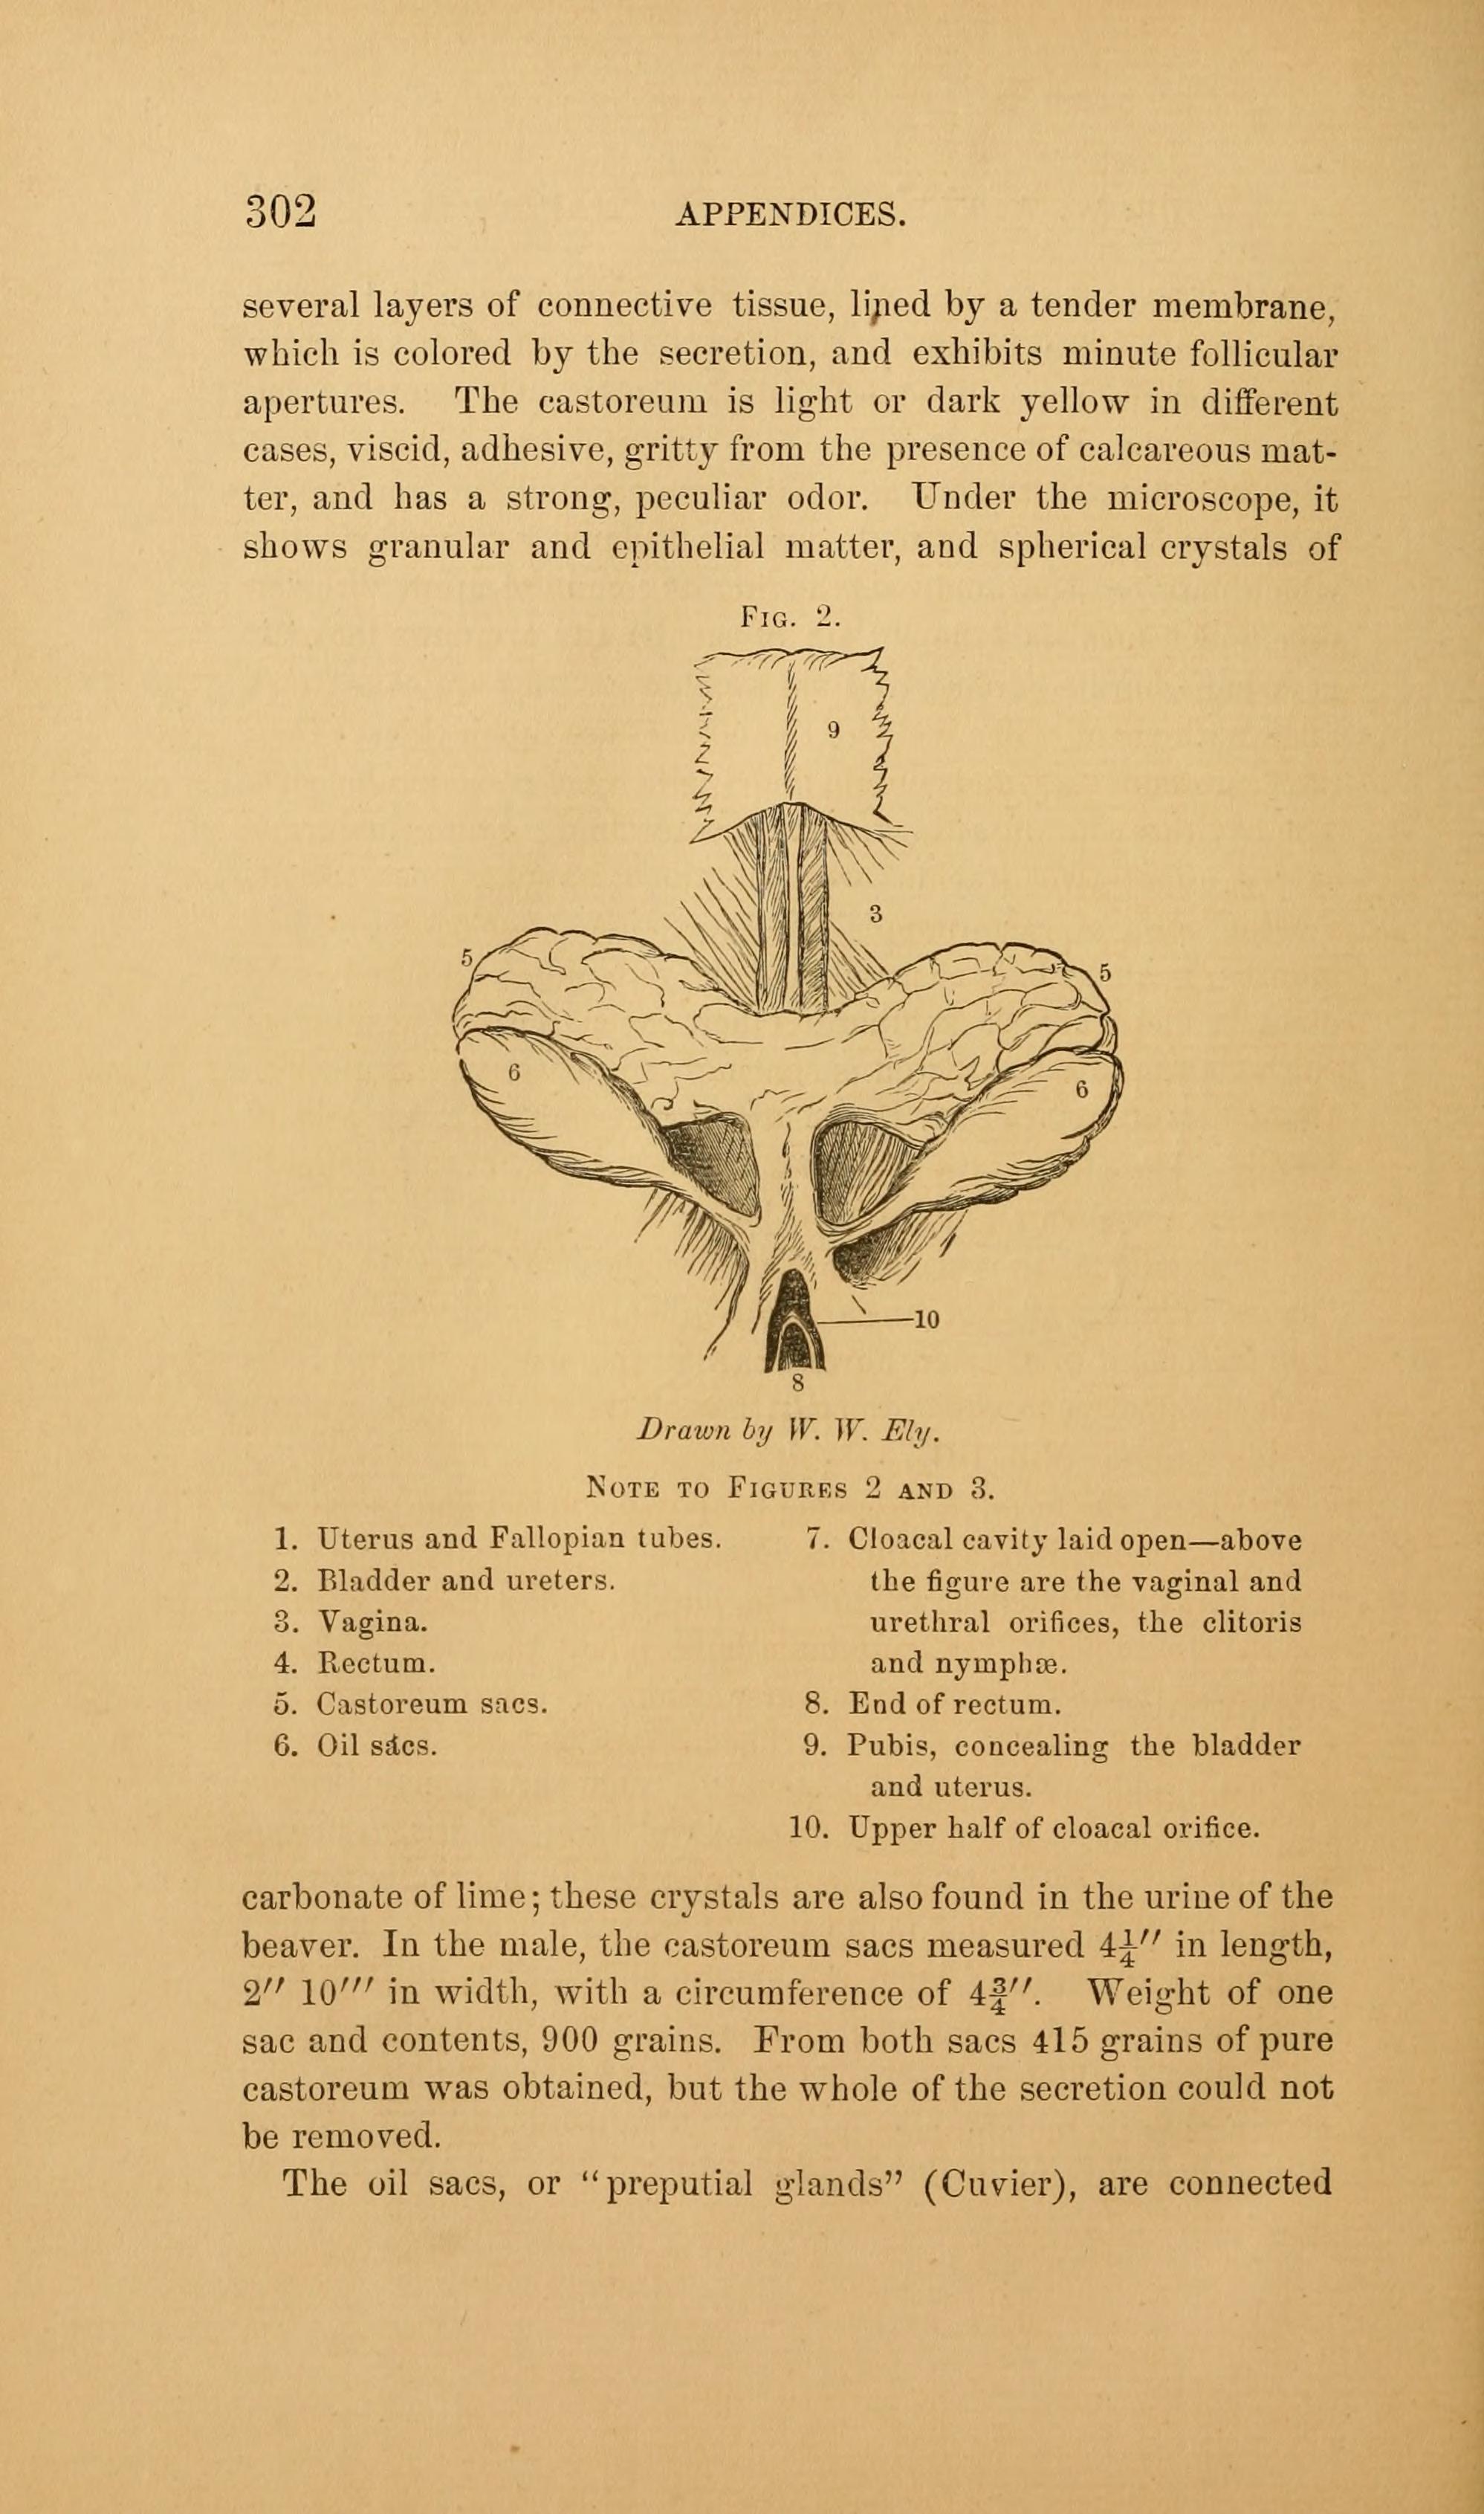 302
APPENDICES.
several layers of connective tissue, lined by a tender membrane,
which is colored by the secretion, and exhibits minute follicular
apertures. The castoreum is light or dark yellow in different
cases, viscid, adhesive, gritty from the presence of calcareous mat-
ter, and has a strong, peculiar odor. Under the microscope, it
shows granular and epithelial matter, and spherical crystals of
FIG. 2.
9
3
5
5
6
6
10
8
Drawn by W. W. Ely.
NOTE TO FIGURES 2 AND 3.
1. Uterus and Fallopian tubes.
2. Bladder and ureters.
3. Vagina.
4. Rectum.
5. Castoreum sacs.
6. Oil sacs.
7. Cloacal cavity laid open—above
the figure are the vaginal and
urethral orifices, the clitoris
and nymphæ.
8. End of rectum.
9. Pubis, concealing the bladder
and uterus.
10. Upper half of cloacal orifice.
carbonate of lime; these crystals are also found in the urine of the
beaver. In the male, the castoreum sacs measured 4¼″ in length,
2″ 10‴ in width, with a circumference of 4¾″. Weight of one
sac and contents, 900 grains. From both sacs 415 grains of pure
castoreum was obtained, but the whole of the secretion could not
be removed.
The oil sacs, or "preputial glands" (Cuvier), are connected